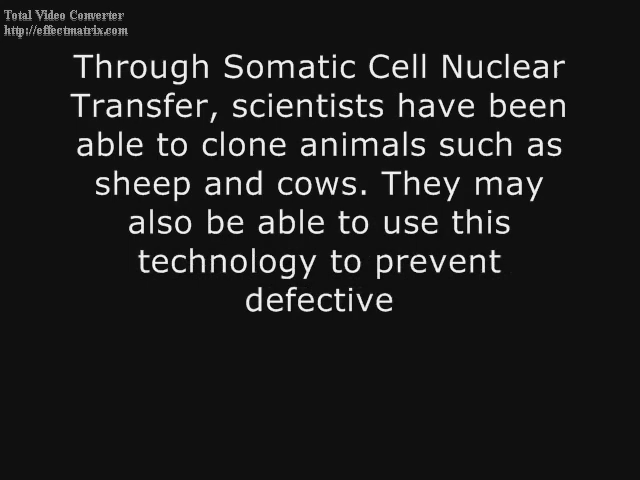 Total Video Converter
http://effectmatrix.com
Through Somatic Cell Nuclear
Transfer, scientists have been
able to clone animals such as
sheep and cows. They may
also be able to use this
technology to prevent
defective